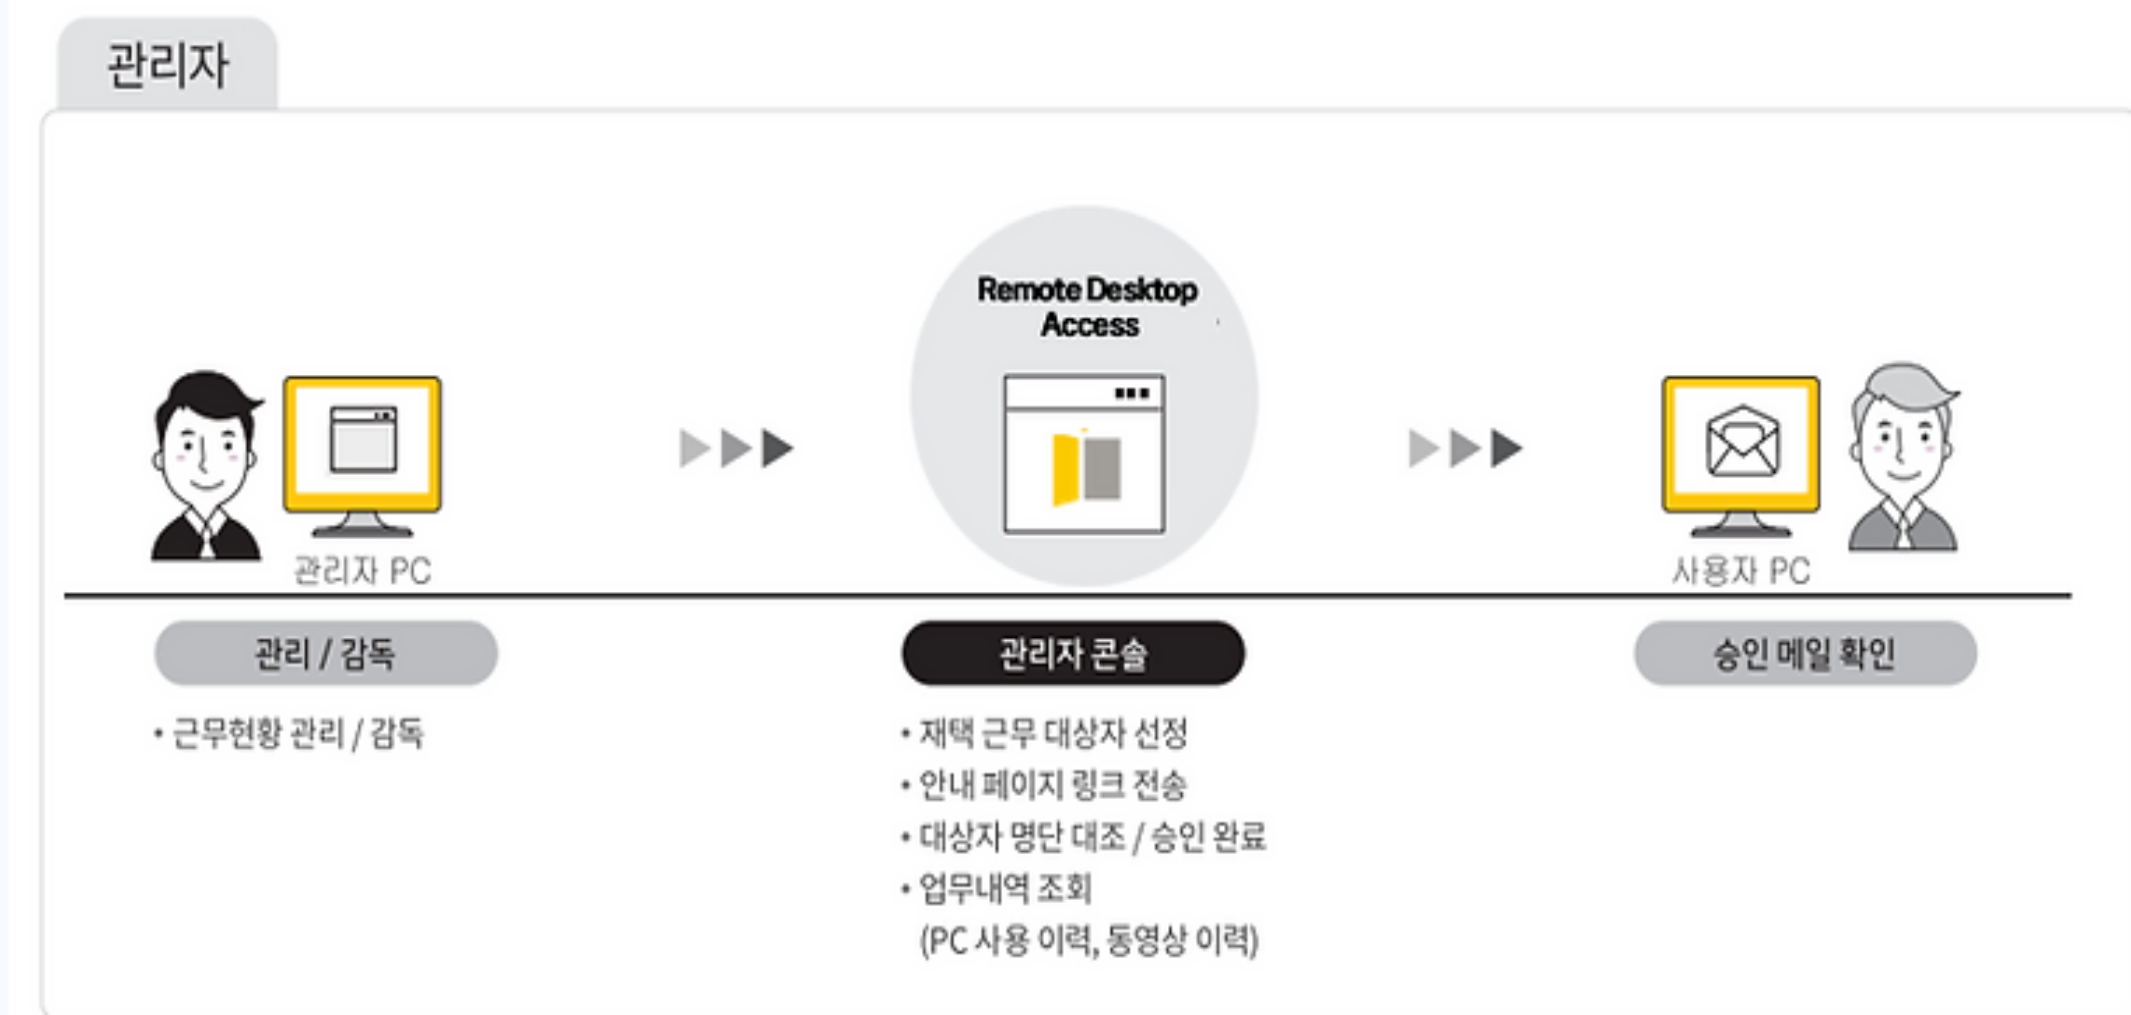 관리자
Remote Desktop
Access
관리자 PC
사용자 PC
관리 / 감독
관리자 콘솔
승인 메일 확인
• 근무현황 관리 / 감독
• 재택 근무 대상자 선정
• 안내 페이지 링크 전송
• 대상자 명단 대조 / 승인 완료
• 업무내역 조회
(PC 사용 이력, 동영상 이력)